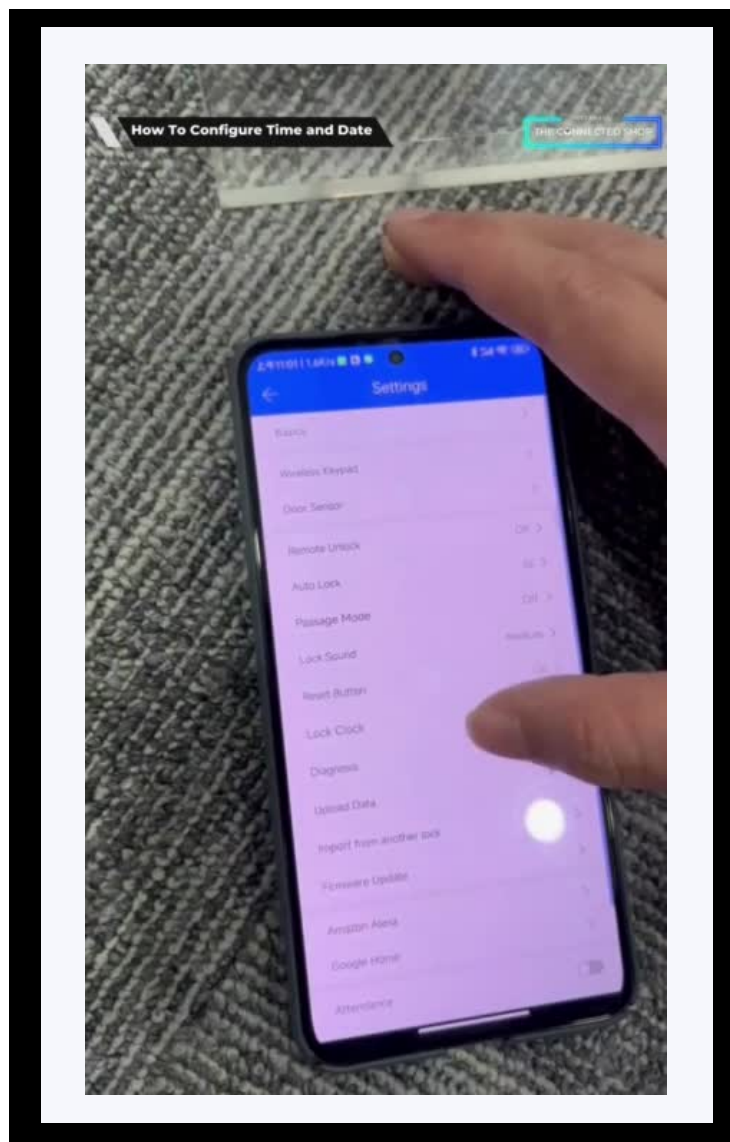 How To Configure Time and Date
THE CONNECTED SHOP
Settings
Basics
Wireless Keypad
Door Sensor
Remote Unlock
Off
Auto Lock
Passage Mode
Off
Lock Sound
Reset Button
Lock Clock
Diagnosis
Upload Data
Import from another lock
Firmware Update
Amazon Alexa
Google Home
Attendance